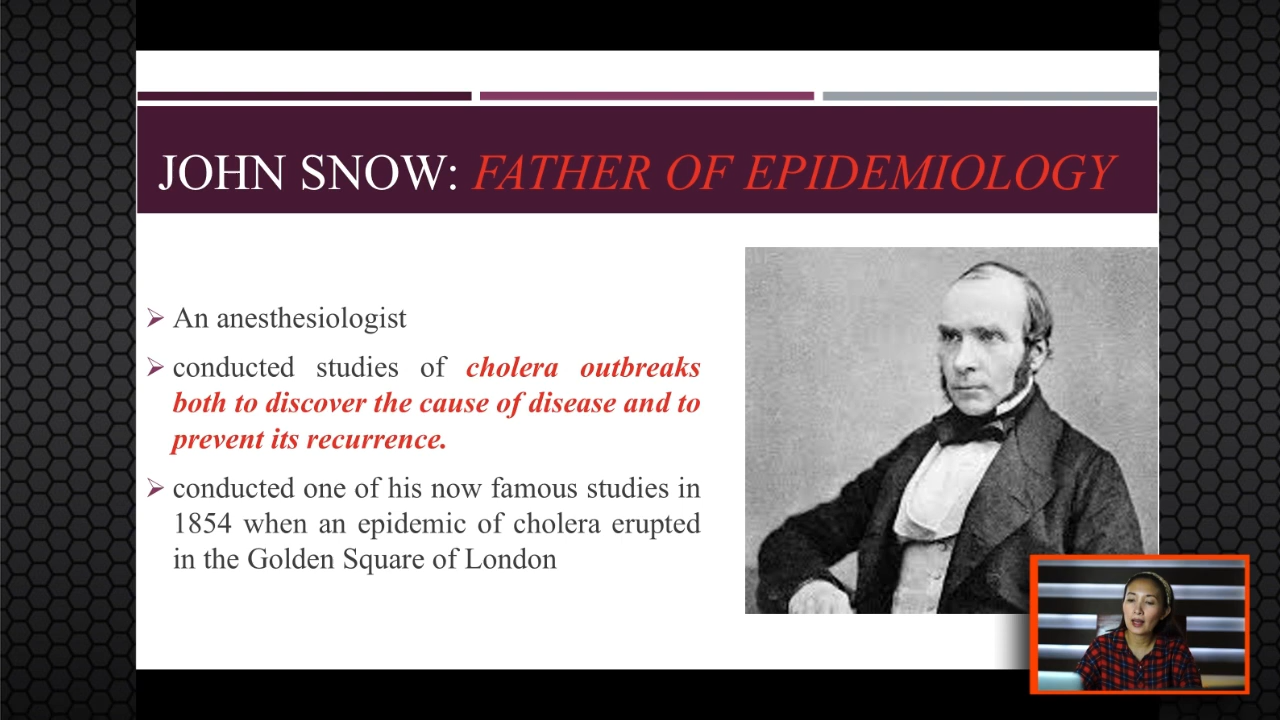 JOHN SNOW: FATHER OF EPIDEMIOLOGY
An anesthesiologist
conducted studies of cholera outbreaks
both to discover the cause of disease and to
prevent its recurrence.
conducted one of his now famous studies in
1854 when an epidemic of cholera erupted
in the Golden Square of London